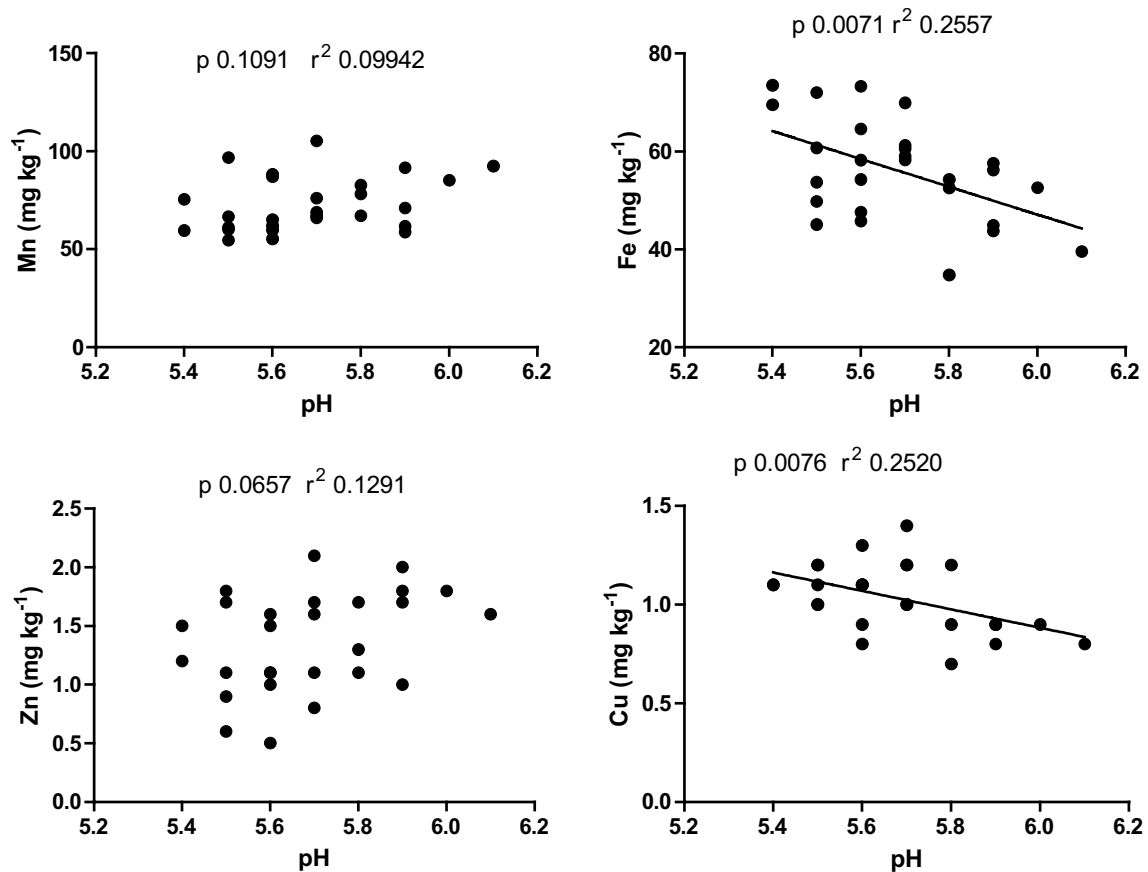 p 0.1091 r² 0.09942
150
100
50
0
Mn (mg kg⁻¹)
5.2 5.4 5.6 5.8 6.0 6.2
pH
p 0.0071 r² 0.2557
80
60
40
20
Fe (mg kg⁻¹)
5.2 5.4 5.6 5.8 6.0 6.2
pH
p 0.0657 r² 0.1291
2.5
2.0
1.5
1.0
0.5
0.0
Zn (mg kg⁻¹)
5.2 5.4 5.6 5.8 6.0 6.2
pH
p 0.0076 r² 0.2520
1.5
1.0
0.5
0.0
Cu (mg kg⁻¹)
5.2 5.4 5.6 5.8 6.0 6.2
pH